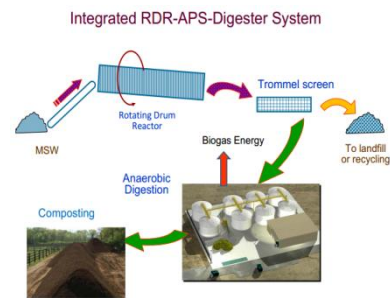 Integrated RDR-APS-Digester System
Trommel screen
Rotating Drum
Reactor
MSW
Biogas Energy
To landfill
or recycling
Anaerobic
Digestion
Composting